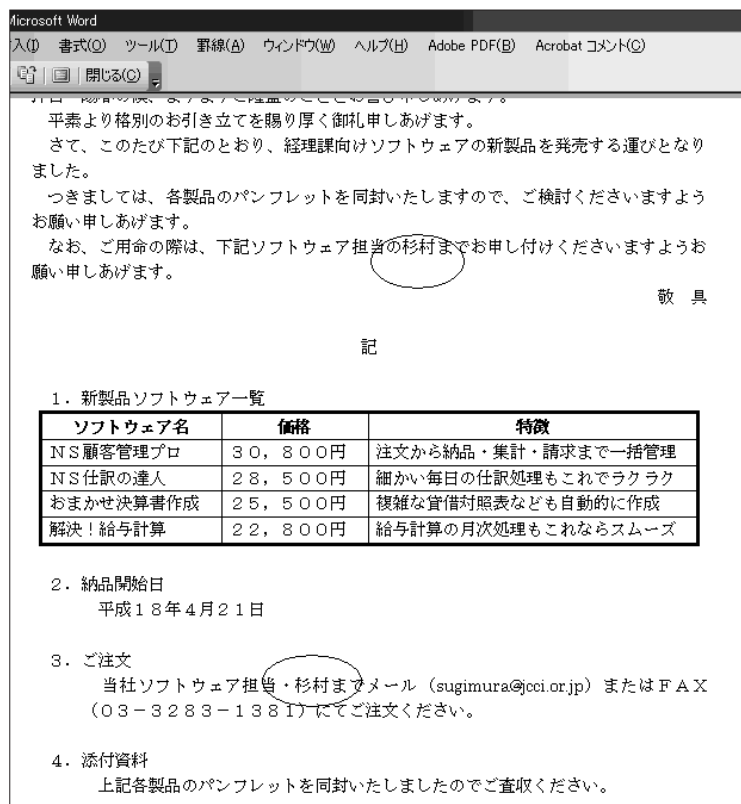 Microsoft Word
入(I) 書式(O) ツール(T) 罫線(A) ウィンドウ(W) ヘルプ(H) Adobe PDF(B) Acrobat コメント(C)
閉じる(C)
平素より格別のお引き立てを賜り厚く御礼申しあげます。
さて、このたび下記のとおり、経理課向けソフトウェアの新製品を発売する運びとなり
ました。
つきましては、各製品のパンフレットを同封いたしますので、ご検討くださいますよう
お願い申しあげます。
なお、ご用命の際は、下記ソフトウェア担当の杉村までお申し付けくださいますようお
願い申しあげます。
敬 具
記
1.新製品ソフトウェア一覧
ソフトウェア名 価格 特徴
NS顧客管理プロ 30,800円 注文から納品・集計・請求まで一括管理
NS仕訳の達人 28,500円 細かい毎日の仕訳処理もこれでラクラク
おまかせ決算書作成 25,500円 複雑な貸借対照表なども自動的に作成
解決!給与計算 22,800円 給与計算の月次処理もこれならスムーズ
2.納品開始日
平成18年4月21日
3.ご注文
当社ソフトウェア担当・杉村までメール(sugimura@jcci.or.jp)またはFAX
(03-3283-1381)にてご注文ください。
4.添付資料
上記各製品のパンフレットを同封いたしましたのでご査収ください。